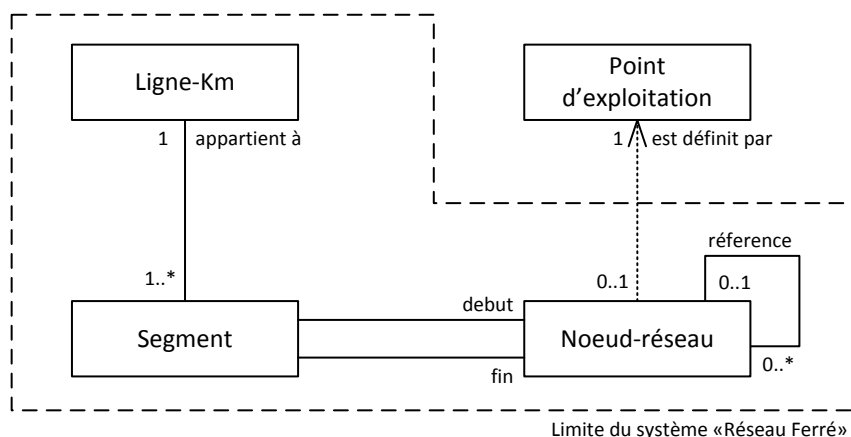 Ligne-Km
Point
d’exploitation
1
appartient à
1
est définit par
réference
1..*
0..1
0..1
debut
Segment
Noeud-réseau
0..*
fin
Limite du système «Réseau Ferré»